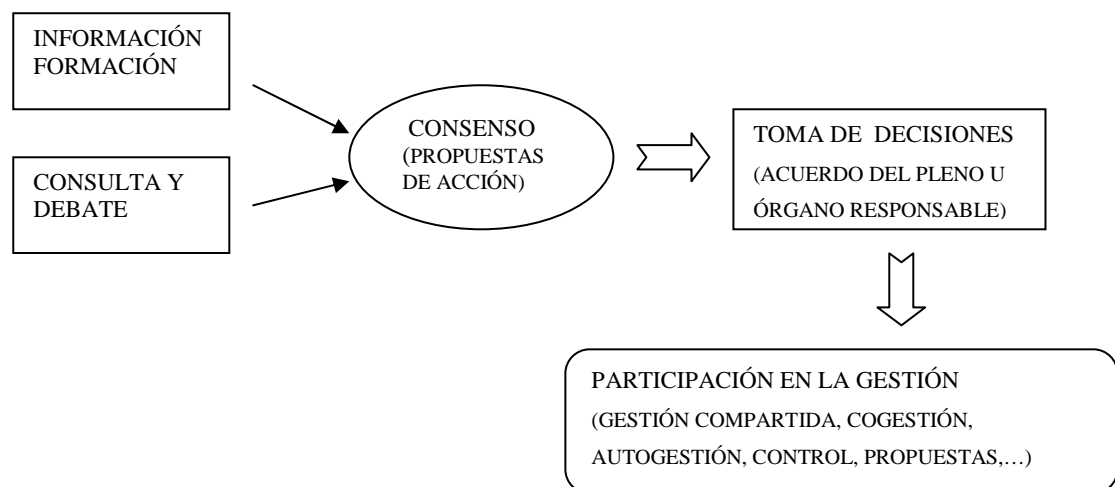 INFORMACIÓN
FORMACIÓN
CONSULTA Y
DEBATE
CONSENSO
(PROPUESTAS
DE ACCIÓN)
TOMA DE DECISIONES
(ACUERDO DEL PLENO U
ÓRGANO RESPONSABLE)
PARTICIPACIÓN EN LA GESTIÓN
(GESTIÓN COMPARTIDA, COGESTIÓN,
AUTOGESTIÓN, CONTROL, PROPUESTAS,…)